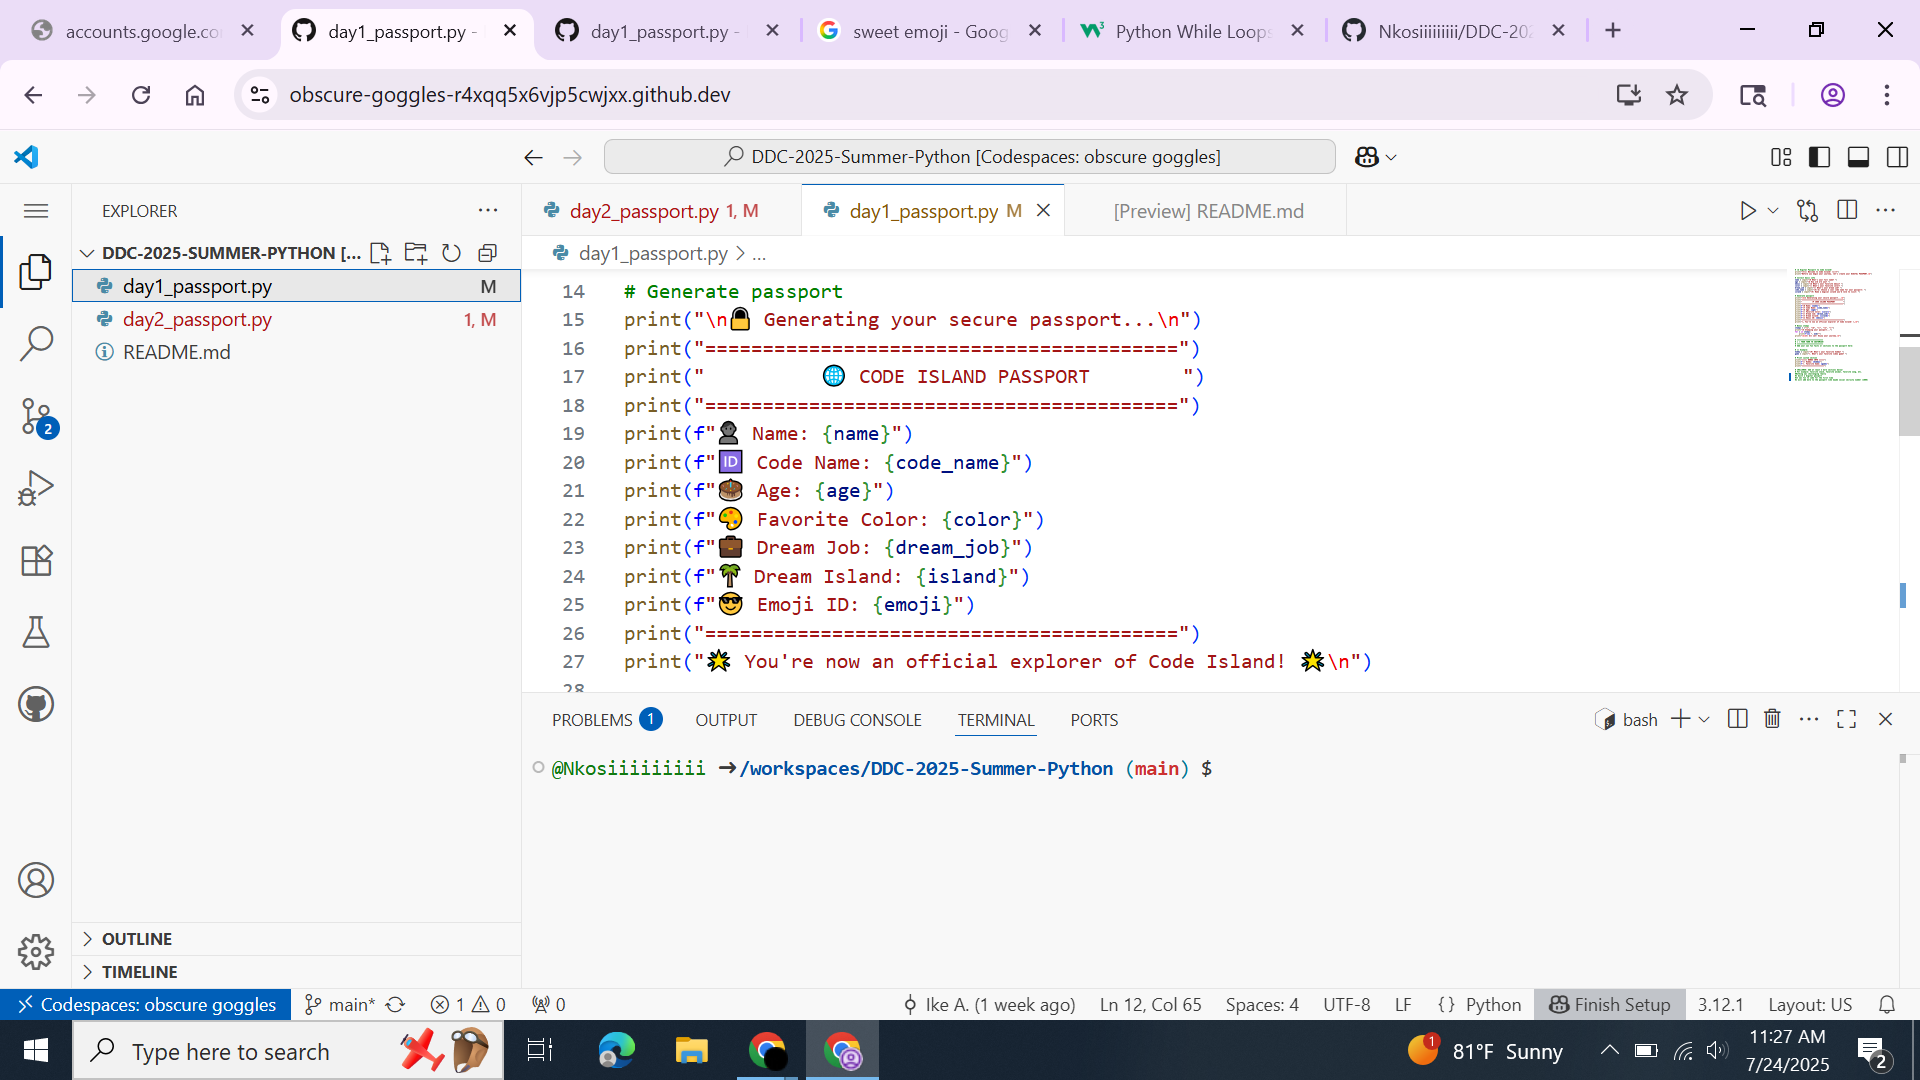 accounts.google.co
day1_passport.py -
day1_passport.py -
sweet emoji - Goog
Python While Loops
Nkosiiiiiiiii/DDC-202
obscure-goggles-r4xqq5x6vjp5cwjxx.github.dev
DDC-2025-Summer-Python [Codespaces: obscure goggles]
EXPLORER
day2_passport.py 1, M
day1_passport.py M
[Preview] README.md
DDC-2025-SUMMER-PYTHON [...
day1_passport.py > ...
day1_passport.py M
day2_passport.py 1, M
README.md
2
14 # Generate passport
15 print("\n🔒 Generating your secure passport...\n")
16 print("=========================================")
17 print("          🌐 CODE ISLAND PASSPORT        ")
18 print("=========================================")
19 print(f"👤 Name: {name}")
20 print(f"🆔 Code Name: {code_name}")
21 print(f"🎂 Age: {age}")
22 print(f"🎨 Favorite Color: {color}")
23 print(f"💼 Dream Job: {dream_job}")
24 print(f"🌴 Dream Island: {island}")
25 print(f"😎 Emoji ID: {emoji}")
26 print("=========================================")
27 print("🌟 You're now an official explorer of Code Island! 🌟\n")
28
PROBLEMS 1
OUTPUT
DEBUG CONSOLE
TERMINAL
PORTS
bash
@Nkosiiiiiiiii ➜/workspaces/DDC-2025-Summer-Python (main) $
OUTLINE
TIMELINE
Codespaces: obscure goggles
main*
1
0
0
Ike A. (1 week ago)
Ln 12, Col 65
Spaces: 4
UTF-8
LF
{ } Python
Finish Setup
3.12.1
Layout: US
Type here to search
1
81°F Sunny
11:27 AM
7/24/2025
2